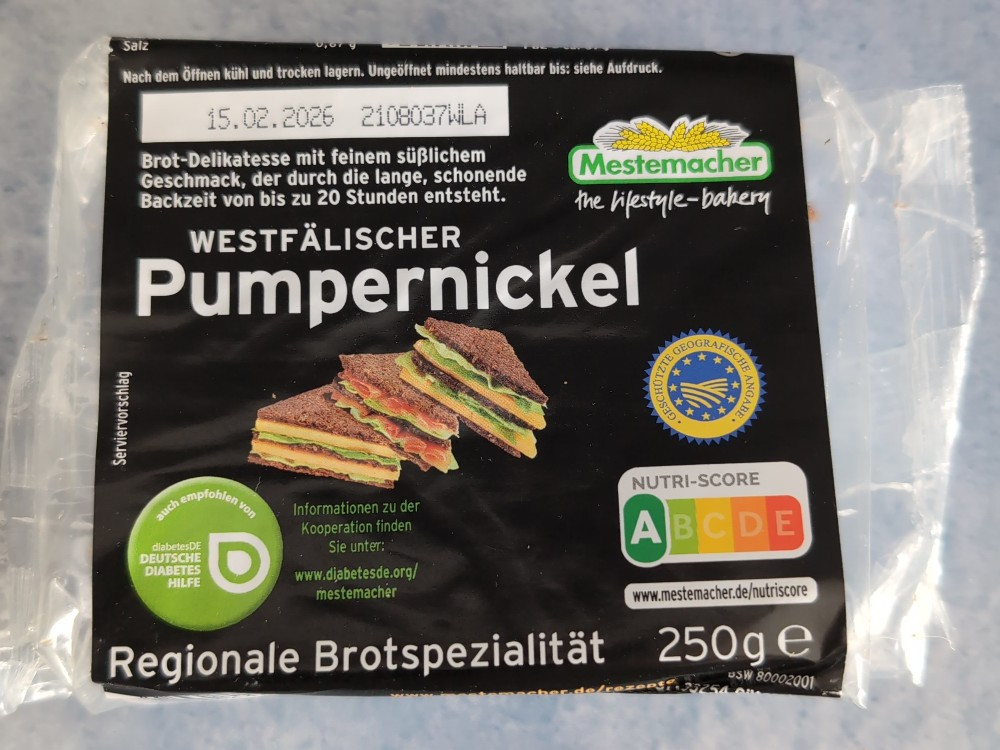 Salz 0,67 g
Nach dem Öffnen kühl und trocken lagern. Ungeöffnet mindestens haltbar bis: siehe Aufdruck.
15.02.2026 2108037WLA
Brot-Delikatesse mit feinem süßlichem
Geschmack, der durch die lange, schonende
Backzeit von bis zu 20 Stunden entsteht.
Mestemacher
the lifestyle-bakery
WESTFÄLISCHER
Pumpernickel
GESCHÜTZTE GEOGRAFISCHE ANGABE
Serviervorschlag
NUTRI-SCORE
A B C D E
www.mestemacher.de/nutriscore
auch empfohlen von
diabetesDE
DEUTSCHE
DIABETES
HILFE
Informationen zu der
Kooperation finden
Sie unter:
www.diabetesde.org/
mestemacher
Regionale Brotspezialität
250g e
BSW 80002001